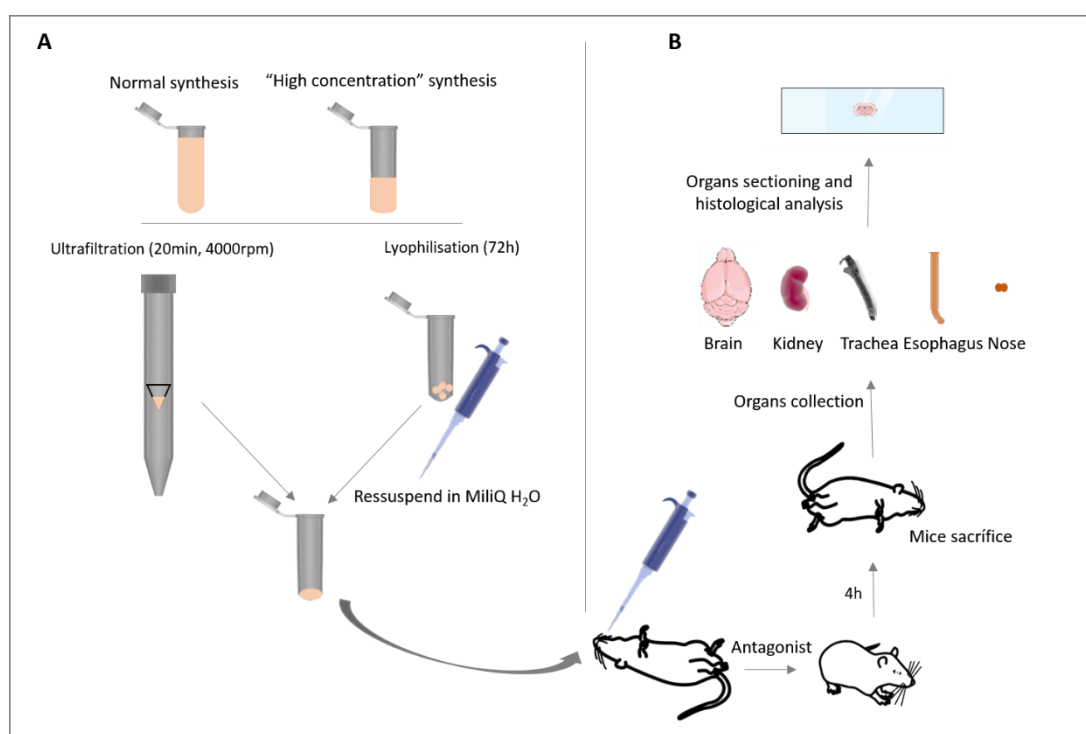 A
Normal synthesis
“High concentration” synthesis
Ultrafiltration (20min, 4000rpm)
Lyophilisation (72h)
Ressuspend in MiliQ H₂O
B
Organs sectioning and
histological analysis
Brain
Kidney
Trachea
Esophagus
Nose
Organs collection
Mice sacrífice
4h
Antagonist